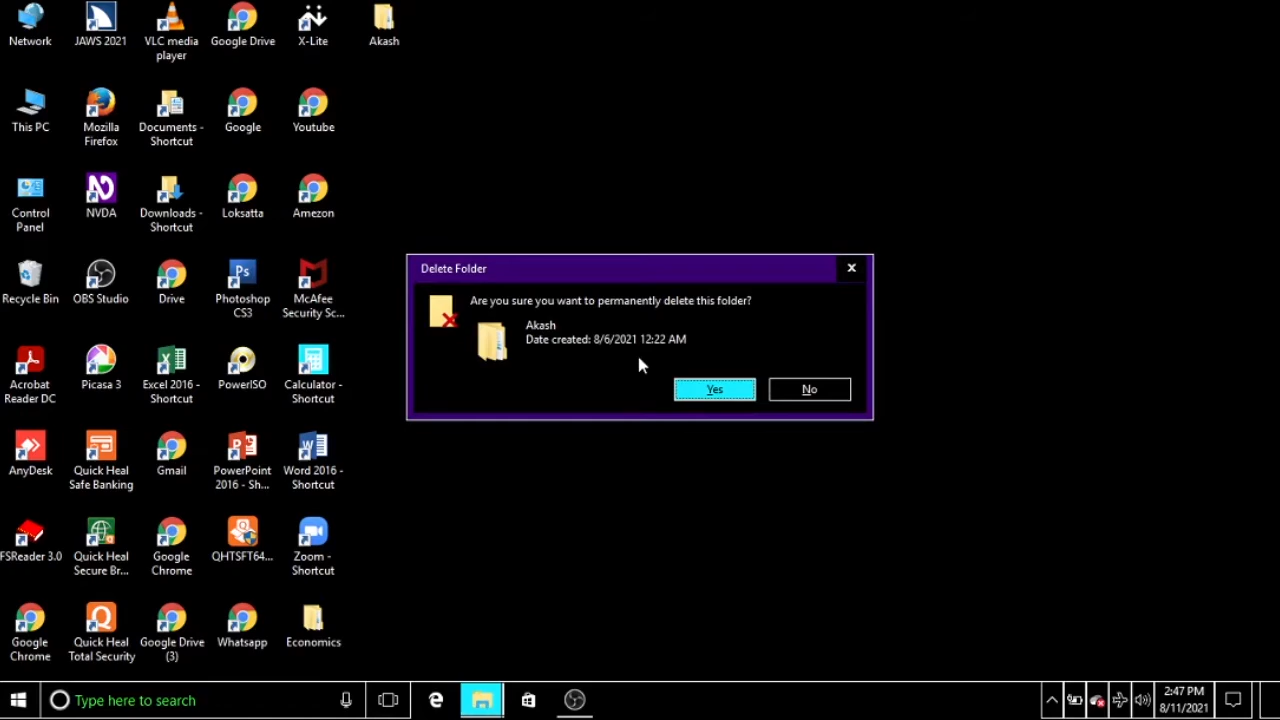 Network
JAWS 2021
VLC media
player
Google Drive
X-Lite
Akash
This PC
Mozilla
Firefox
Documents -
Shortcut
Google
Youtube
Control
Panel
NVDA
Downloads -
Shortcut
Loksatta
Amezon
Recycle Bin
OBS Studio
Drive
Photoshop
CS3
McAfee
Security Sc...
Delete Folder
Are you sure you want to permanently delete this folder?
Akash
Date created: 8/6/2021 12:22 AM
Yes
No
Acrobat
Reader DC
Picasa 3
Excel 2016 -
Shortcut
PowerISO
Calculator -
Shortcut
AnyDesk
Quick Heal
Safe Banking
Gmail
PowerPoint
2016 - Sh...
Word 2016 -
Shortcut
FSReader 3.0
Quick Heal
Secure Br...
Google
Chrome
QHTSFT64...
Zoom -
Shortcut
Google
Chrome
Quick Heal
Total Security
Google Drive
(3)
Whatsapp
Economics
Type here to search
2:47 PM
8/11/2021